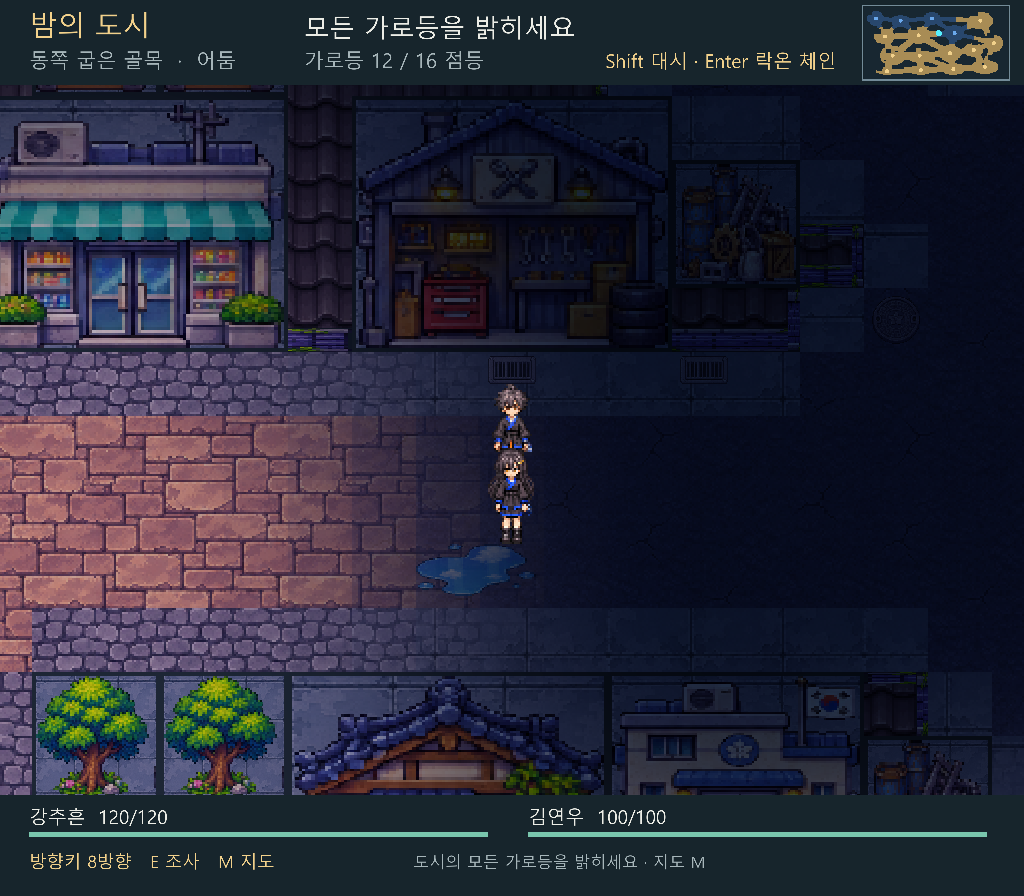 밤의 도시
모든 가로등을 밝히세요
동쪽 굽은 골목 · 어둠
가로등 12 / 16 점등
Shift 대시 · Enter 락온 체인
강추흔 120/120
김연우 100/100
방향키 8방향 E 조사 M 지도
도시의 모든 가로등을 밝히세요 · 지도 M